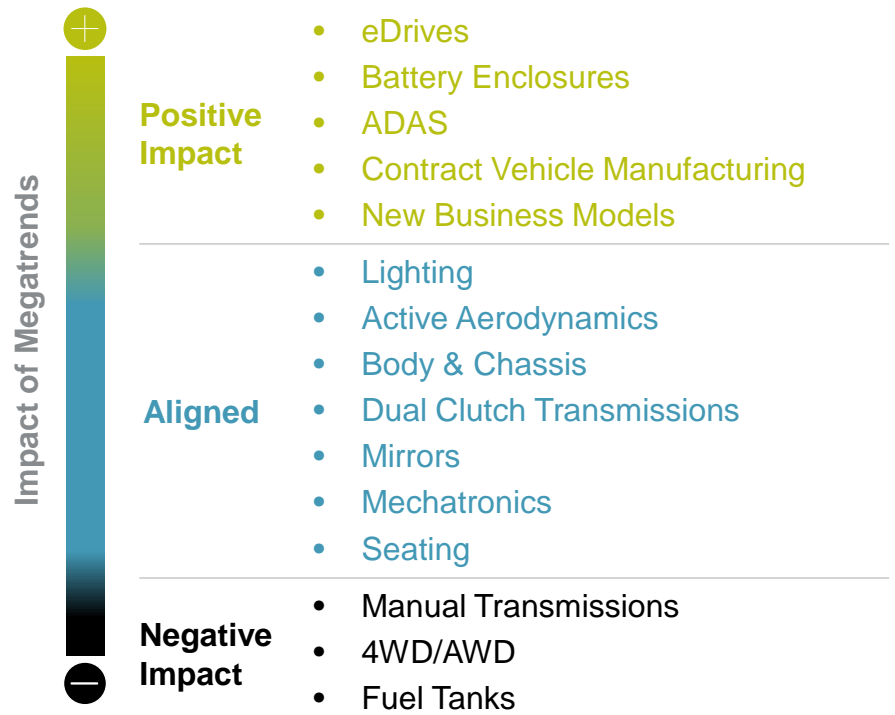 Impact of Megatrends
Positive
Impact
• eDrives
• Battery Enclosures
• ADAS
• Contract Vehicle Manufacturing
• New Business Models
Aligned
• Lighting
• Active Aerodynamics
• Body & Chassis
• Dual Clutch Transmissions
• Mirrors
• Mechatronics
• Seating
Negative
Impact
• Manual Transmissions
• 4WD/AWD
• Fuel Tanks